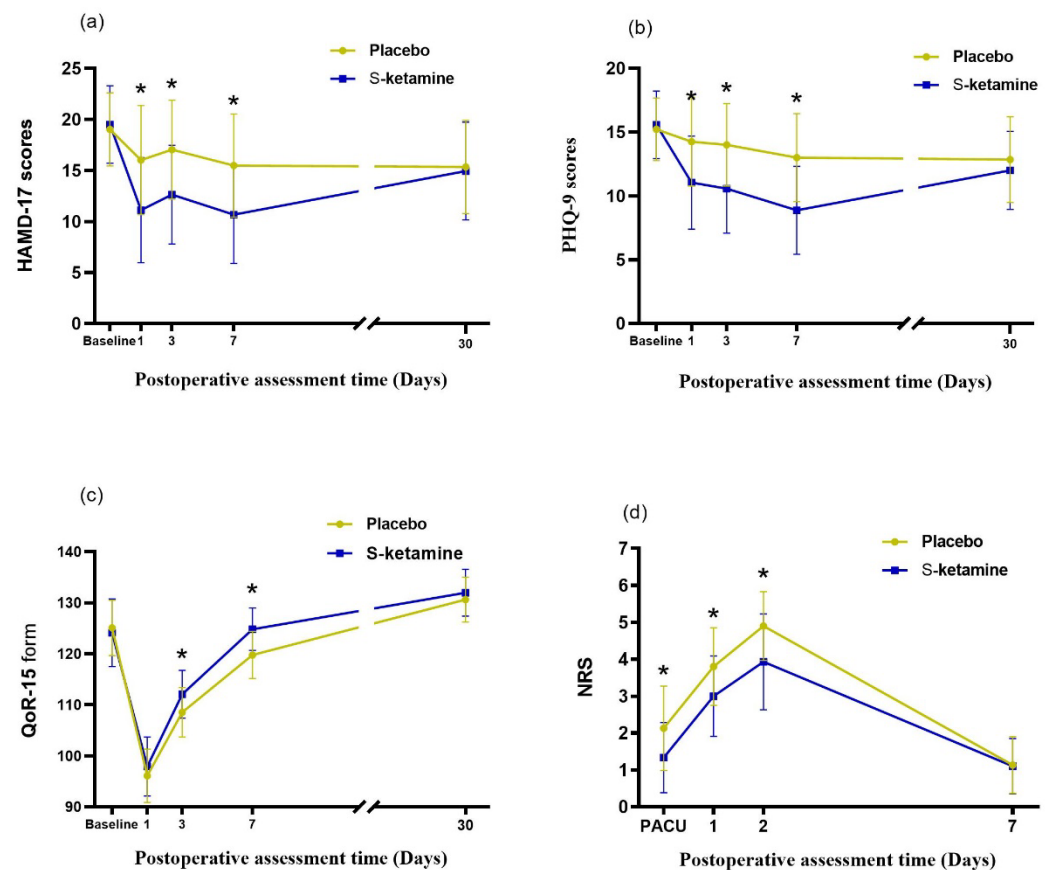 (a)
Placebo
S-ketamine
HAMD-17 scores
25
20
15
10
5
0
* * *
Baseline 1 3 7 30
Postoperative assessment time (Days)
(b)
Placebo
S-ketamine
PHQ-9 scores
20
15
10
5
0
* * *
Baseline 1 3 7 30
Postoperative assessment time (Days)
(c)
Placebo
S-ketamine
QoR-15 form
140
130
120
110
100
90
* *
Baseline 1 3 7 30
Postoperative assessment time (Days)
(d)
Placebo
S-ketamine
NRS
7
6
5
4
3
2
1
0
* * *
PACU 1 2 7
Postoperative assessment time (Days)